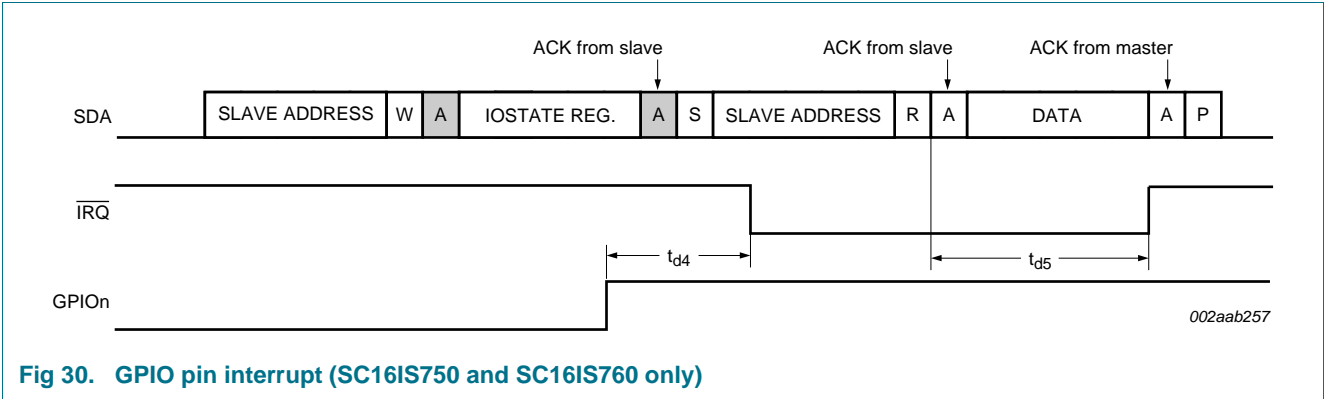 ACK from slave ACK from slave ACK from master
SDA SLAVE ADDRESS W A IOSTATE REG. A S SLAVE ADDRESS R A DATA A P
IRQ
td4 td5
GPIOn
002aab257
Fig 30. GPIO pin interrupt (SC16IS750 and SC16IS760 only)